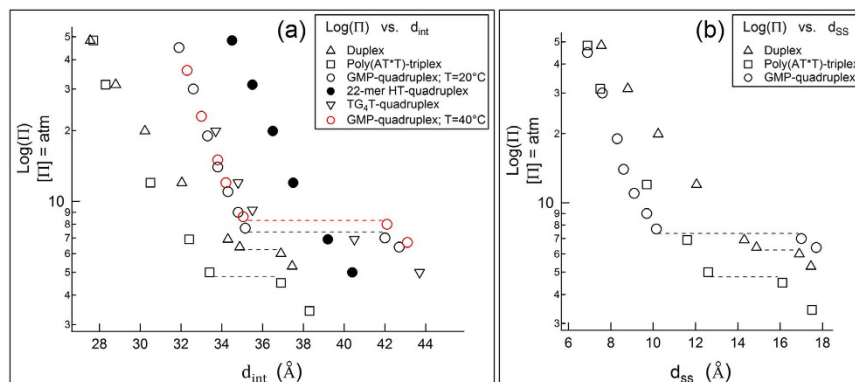 (a)
Log(Π) vs. d_int
Duplex
Poly(AT*T)-triplex
GMP-quadruplex; T=20°C
22-mer HT-quadruplex
TG₄T-quadruplex
GMP-quadruplex; T=40°C
Log(Π)
[Π] = atm
5
4
3
2
10
9
8
7
6
5
4
3
28 30 32 34 36 38 40 42 44
d_int (Å)
(b)
Log(Π) vs. d_SS
Duplex
Poly(AT*T)-triplex
GMP-quadruplex
Log(Π)
[Π] = atm
5
4
3
2
10
9
8
7
6
5
4
3
6 8 10 12 14 16 18
d_ss (Å)